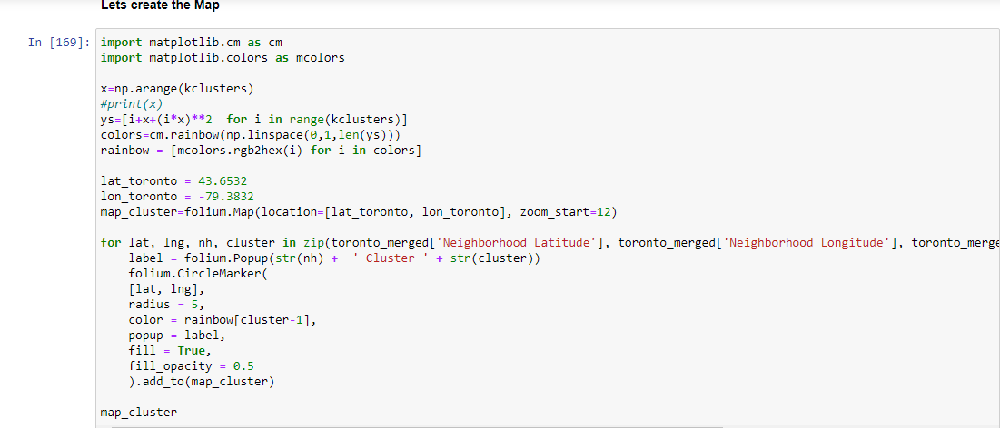 Lets create the Map
In [169]: import matplotlib.cm as cm
import matplotlib.colors as mcolors
x=np.arange(kclusters)
#print(x)
ys=[i+x+(i*x)**2  for i in range(kclusters)]
colors=cm.rainbow(np.linspace(0,1,len(ys)))
rainbow = [mcolors.rgb2hex(i) for i in colors]
lat_toronto = 43.6532
lon_toronto = -79.3832
map_cluster=folium.Map(location=[lat_toronto, lon_toronto], zoom_start=12)
for lat, lng, nh, cluster in zip(toronto_merged['Neighborhood Latitude'], toronto_merged['Neighborhood Longitude'], toronto_merge
label = folium.Popup(str(nh) +  ' Cluster ' + str(cluster))
folium.CircleMarker(
[lat, lng],
radius = 5,
color = rainbow[cluster-1],
popup = label,
fill = True,
fill_opacity = 0.5
).add_to(map_cluster)
map_cluster